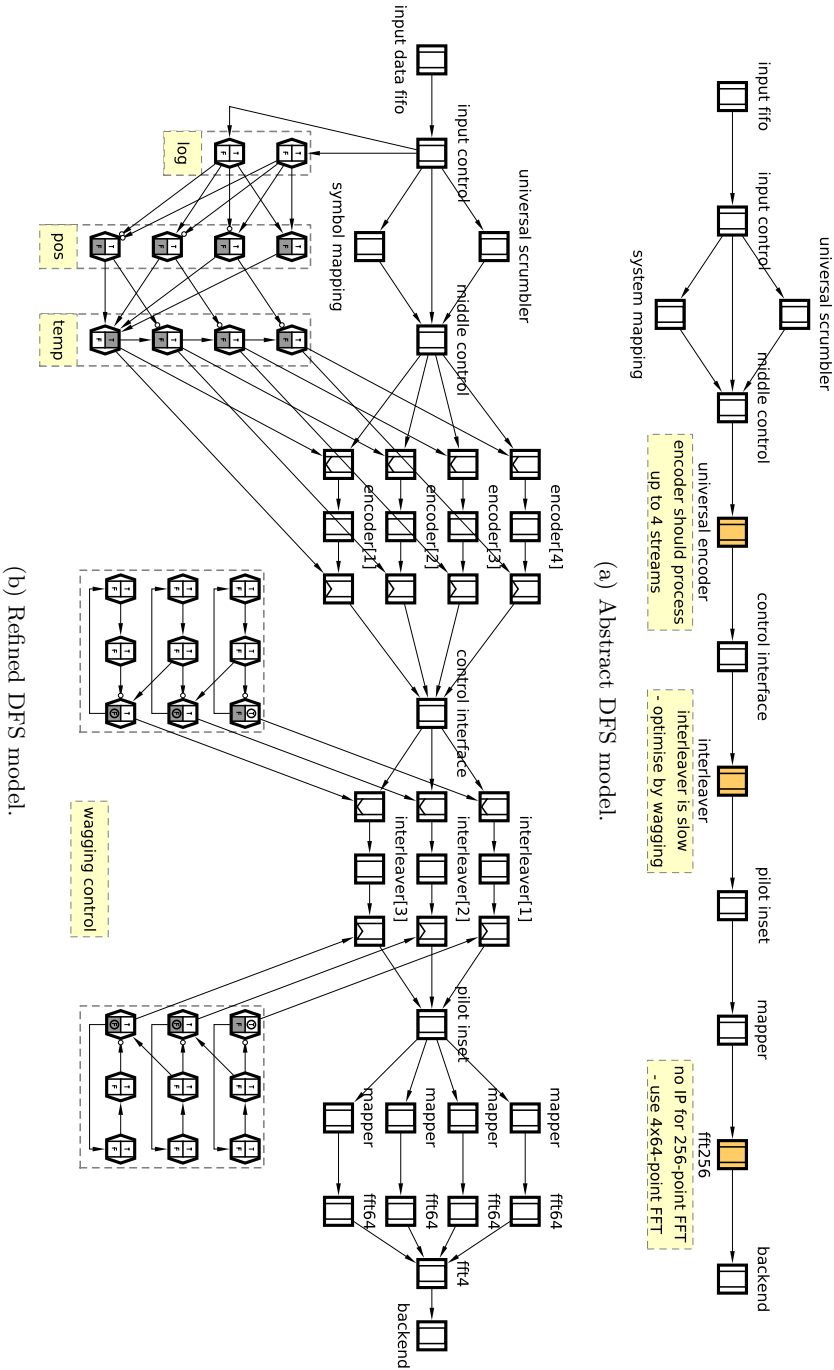 universal scrumbler
input fifo
input control
middle control
system mapping
universal encoder
encoder should process
up to 4 streams
control interface
interleaver
interleaver is slow
- optimise by wagging
pilot inset
mapper
fft256
no IP for 256-point FFT
- use 4x64-point FFT
backend
(a) Abstract DFS model.
input data fifo
input control
universal scrumbler
symbol mapping
middle control
log
T F
T F
pos
T F
T F
T F
T F
temp
T F
T F
T F
T F
encoder[4]
encoder[3]
encoder[2]
encoder[1]
control interface
interleaver[1]
interleaver[2]
interleaver[3]
T F
T F
T F
T F
T F
T F
T F
T F
T F
wagging control
T F
T F
T F
T F
T F
T F
T F
T F
T F
pilot inset
mapper
mapper
mapper
mapper
fft64
fft64
fft64
fft64
fft4
backend
(b) Refined DFS model.